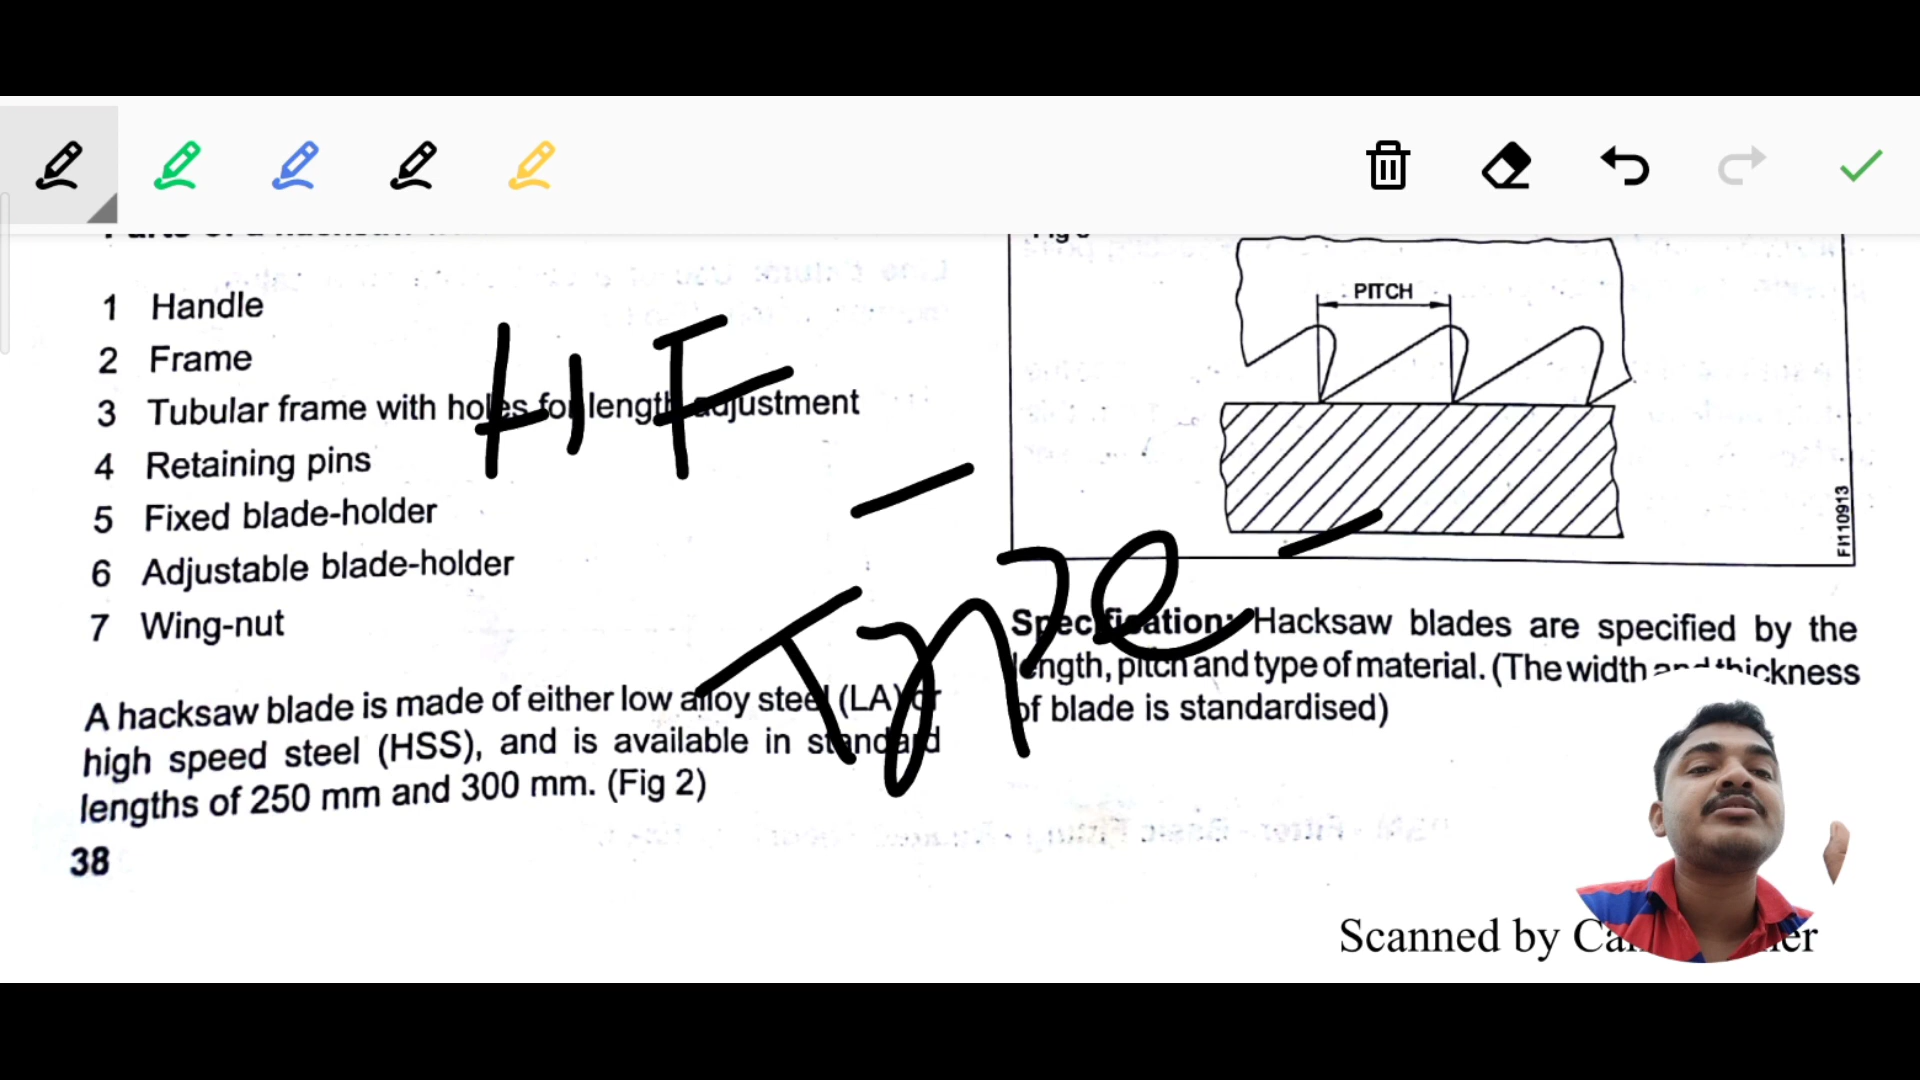 1 Handle
2 Frame
3 Tubular frame with holes for length adjustment
4 Retaining pins
5 Fixed blade-holder
6 Adjustable blade-holder
7 Wing-nut
A hacksaw blade is made of either low alloy steel (LA) or
high speed steel (HSS), and is available in standard
lengths of 250 mm and 300 mm. (Fig 2)
38
HF
Type
PITCH
FI110913
Specification: Hacksaw blades are specified by the
length, pitch and type of material. (The width and thickness
of blade is standardised)
Scanned by